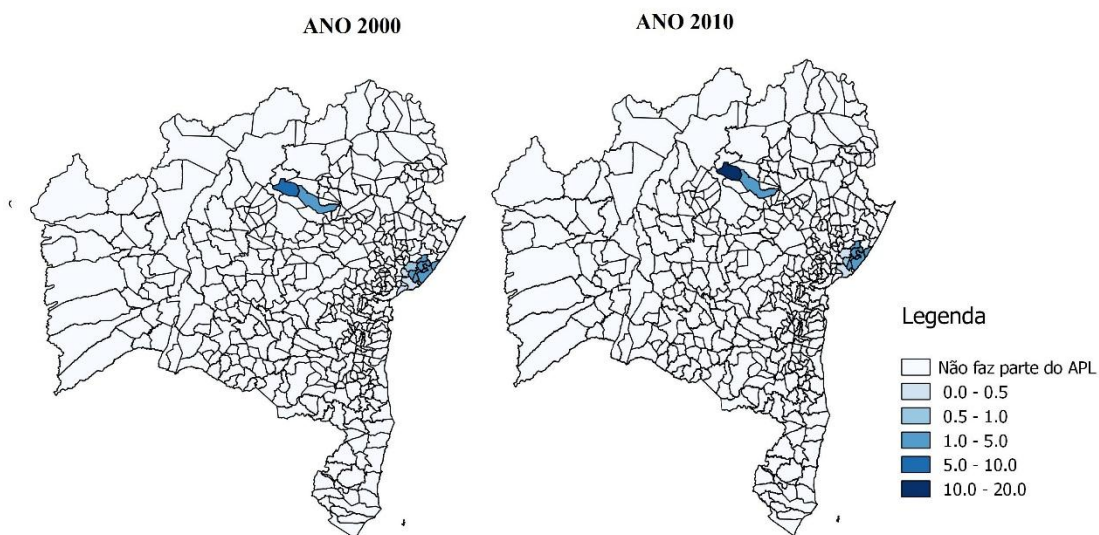 ANO 2000
ANO 2010
Legenda
Não faz parte do APL
0.0 - 0.5
0.5 - 1.0
1.0 - 5.0
5.0 - 10.0
10.0 - 20.0